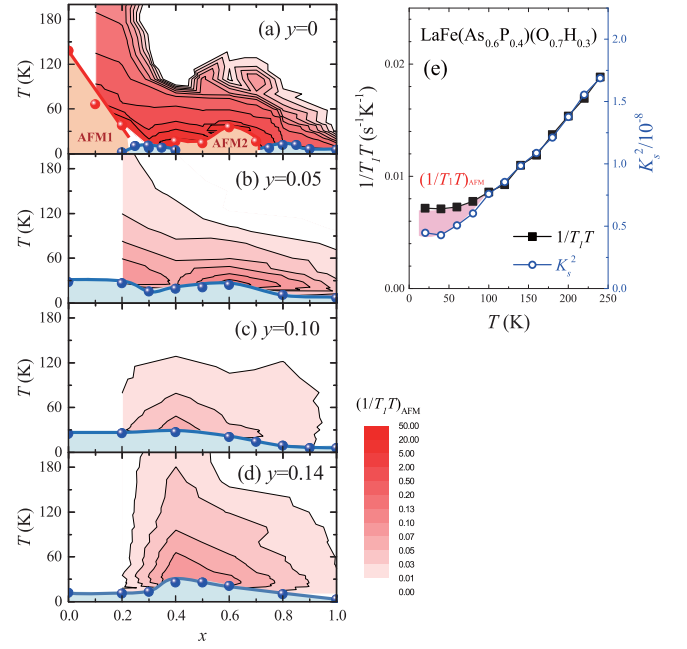 (a) y=0
T (K)
180
120
60
0
AFM1
AFM2
(b) y=0.05
T (K)
180
120
60
0
(c) y=0.10
T (K)
180
120
60
0
(d) y=0.14
T (K)
180
120
60
0
0.0 0.2 0.4 0.6 0.8 1.0
x
LaFe(As0.6P0.4)(O0.7H0.3)
(e)
1/T1T (s-1K-1)
0.02
0.01
0.00
Ks2/10-8
2.0
1.5
1.0
0.5
0.0
(1/T1T)AFM
1/T1T
Ks2
0 50 100 150 200 250
T (K)
(1/T1T)AFM
50.00
20.00
5.00
2.00
0.50
0.20
0.13
0.10
0.07
0.05
0.03
0.01
0.00